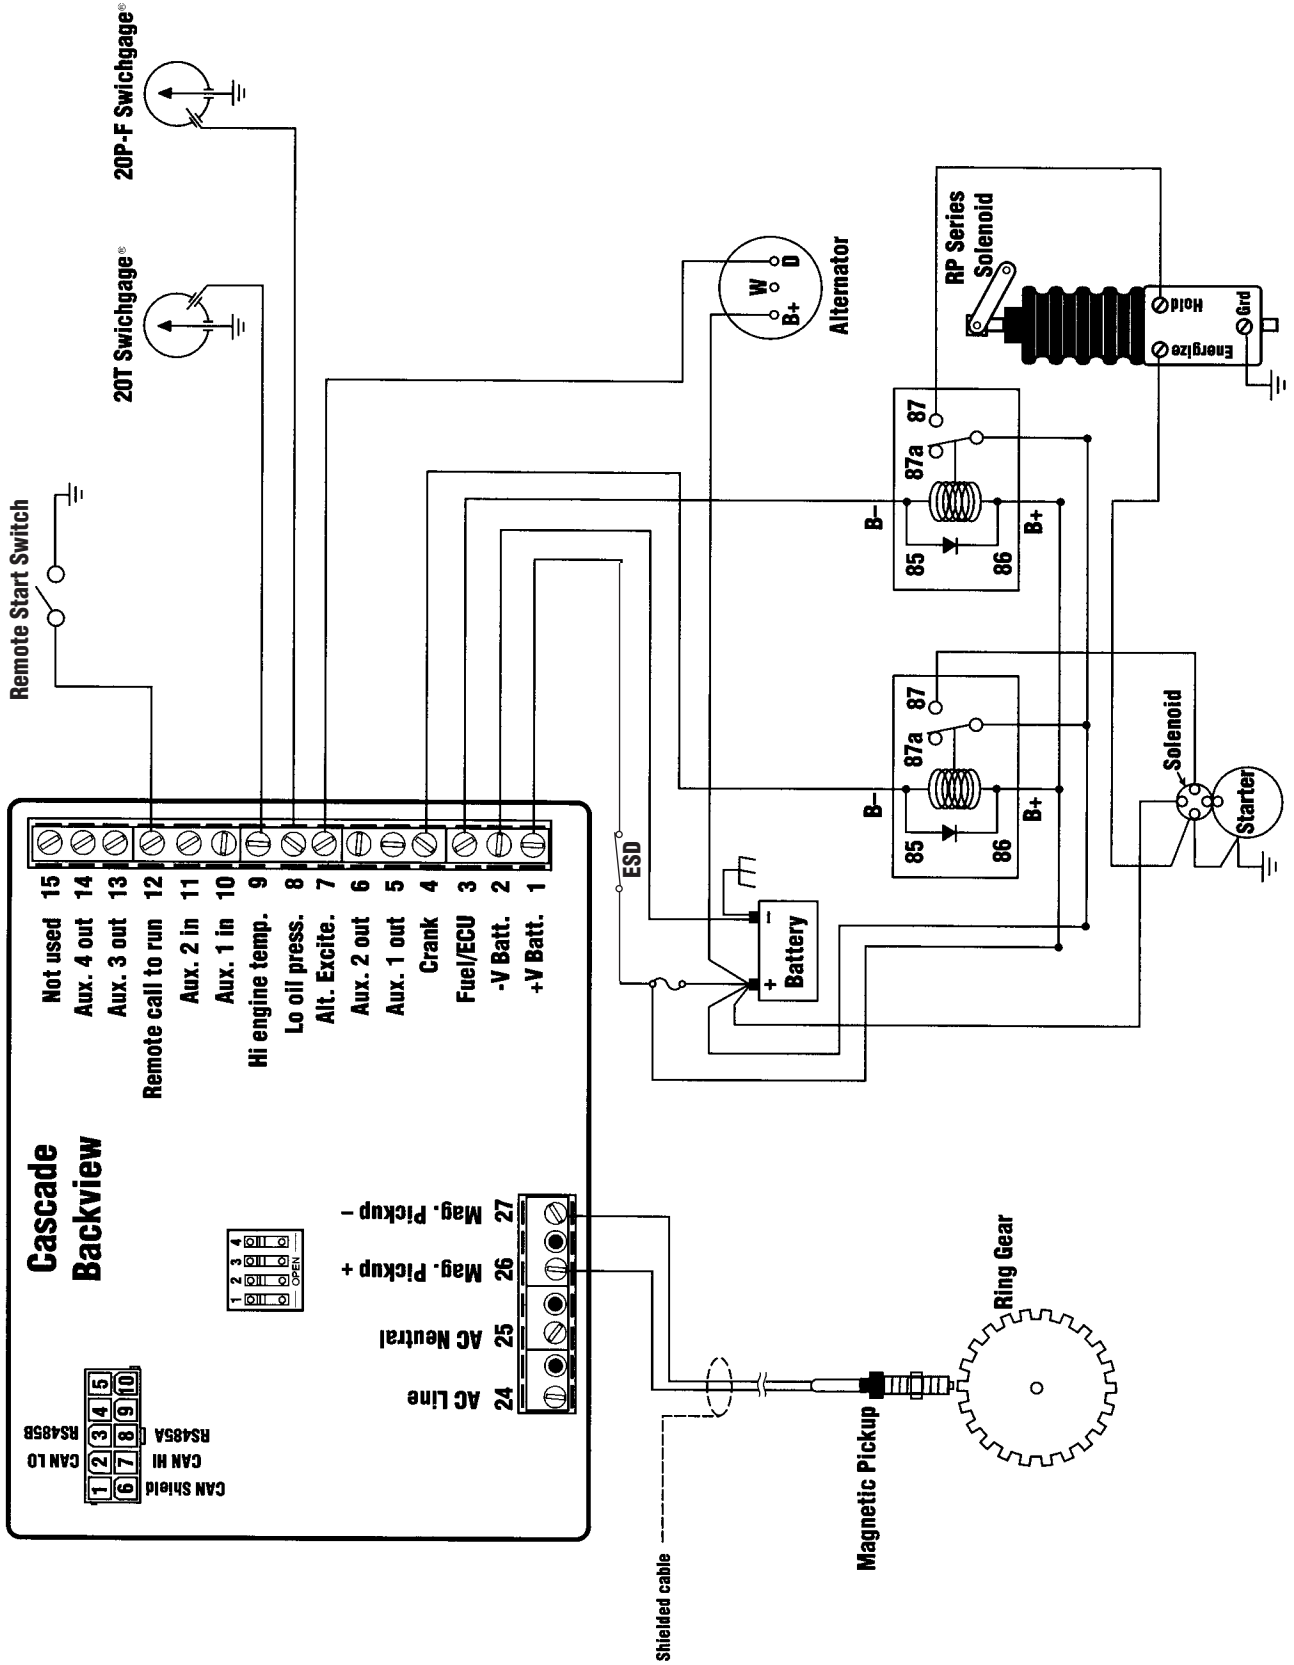 Cascade
Backview
CAN Shield
CAN LO
CAN HI
RS485B
RS485A
1 2 3 4 5
6 7 8 9 10
1 2 3 4
OPEN
AC Line
24
AC Neutral
25
Mag. Pickup +
26
Mag. Pickup –
27
Not used 15
Aux. 4 out 14
Aux. 3 out 13
Remote call to run 12
Aux. 2 in 11
Aux. 1 in 10
Hi engine temp. 9
Lo oil press. 8
Alt. Excite. 7
Aux. 2 out 6
Aux. 1 out 5
Crank 4
Fuel/ECU 3
-V Batt. 2
+V Batt. 1
Remote Start Switch
20T Swichgage®
20P-F Swichgage®
ESD
Battery
+
–
B+
W
D
Alternator
B–
85
86
B+
87a
87
B–
85
86
B+
87a
87
RP Series
Solenoid
Energize
Hold
Grd
Solenoid
Starter
Shielded cable
Magnetic Pickup
Ring Gear